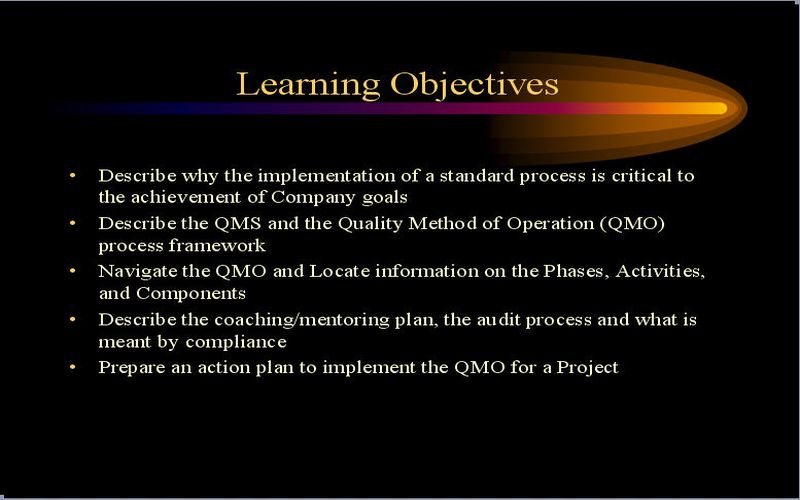 Learning Objectives
• Describe why the implementation of a standard process is critical to
the achievement of Company goals
• Describe the QMS and the Quality Method of Operation (QMO)
process framework
• Navigate the QMO and Locate information on the Phases, Activities,
and Components
• Describe the coaching/mentoring plan, the audit process and what is
meant by compliance
• Prepare an action plan to implement the QMO for a Project